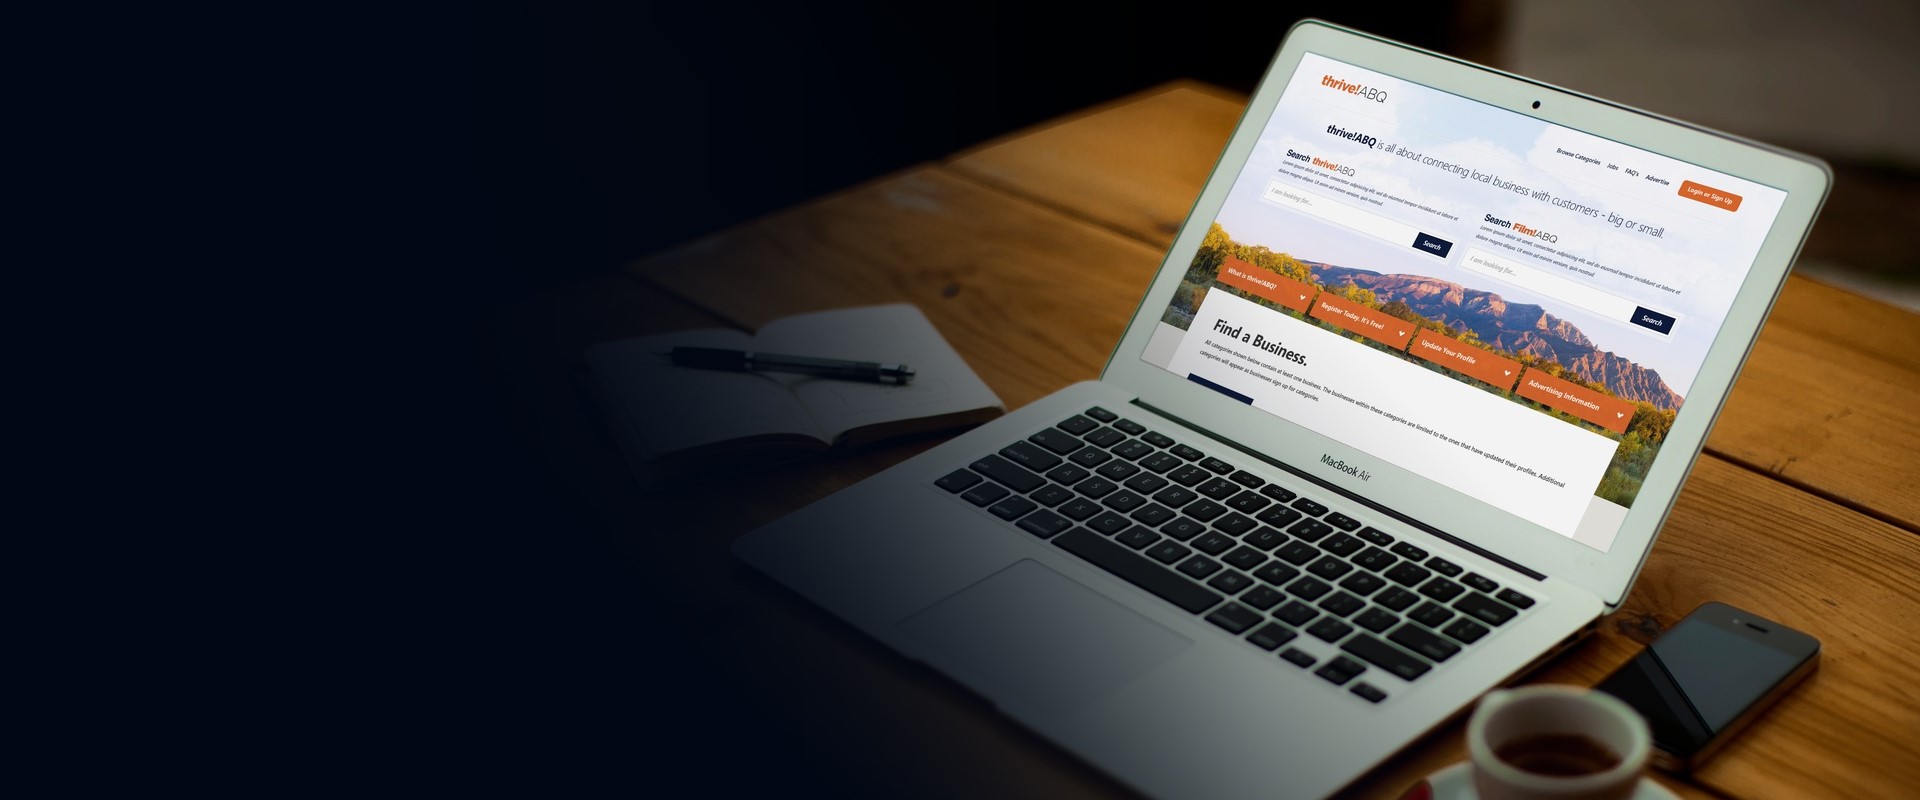 thrive!ABQ
Browse Categories Jobs FAQ's Advertise Login or Sign Up
thrive!ABQ is all about connecting local business with customers - big or small.
Search thrive!ABQ
Lorem ipsum dolor sit amet, consectetur adipisicing elit, sed do eiusmod tempor incididunt ut labore et
dolore magna aliqua. Ut enim ad minim veniam, quis nostrud
I am looking for...
Search
Search Film!ABQ
Lorem ipsum dolor sit amet, consectetur adipisicing elit, sed do eiusmod tempor incididunt ut labore et
dolore magna aliqua. Ut enim ad minim veniam, quis nostrud
I am looking for...
Search
What is thrive!ABQ?
Register Today. It's Free!
Update Your Profile
Advertising Information
Find a Business.
All categories shown below contain at least one business. The businesses within these categories are limited to the ones that have updated their profiles. Additional
categories will appear as businesses sign up for categories.
MacBook Air
Q W E R T Y U I O P
A S D F G H J K L
Z X C V B N M